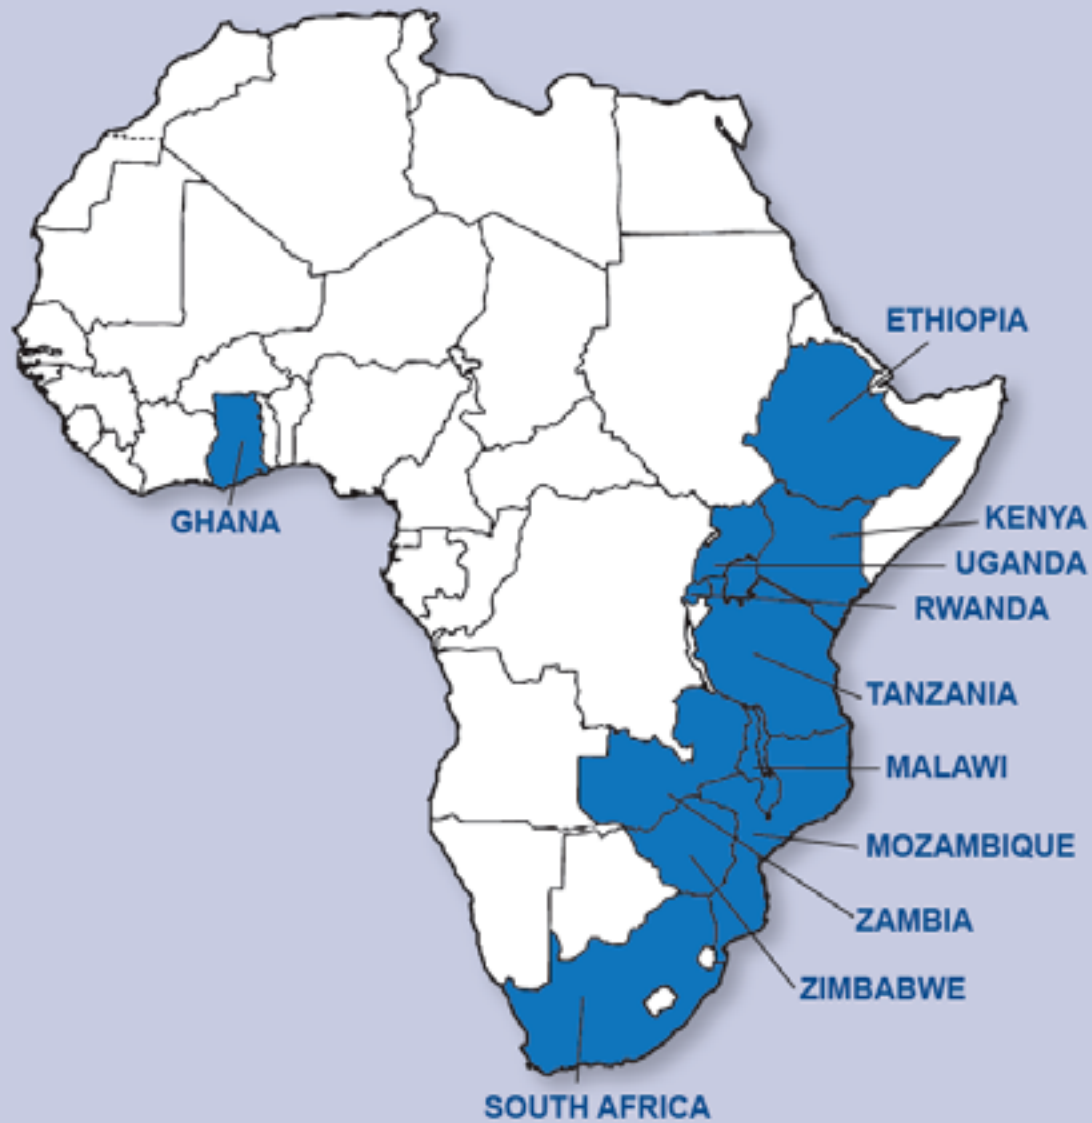 ETHIOPIA
GHANA
KENYA
UGANDA
RWANDA
TANZANIA
MALAWI
MOZAMBIQUE
ZAMBIA
ZIMBABWE
SOUTH AFRICA